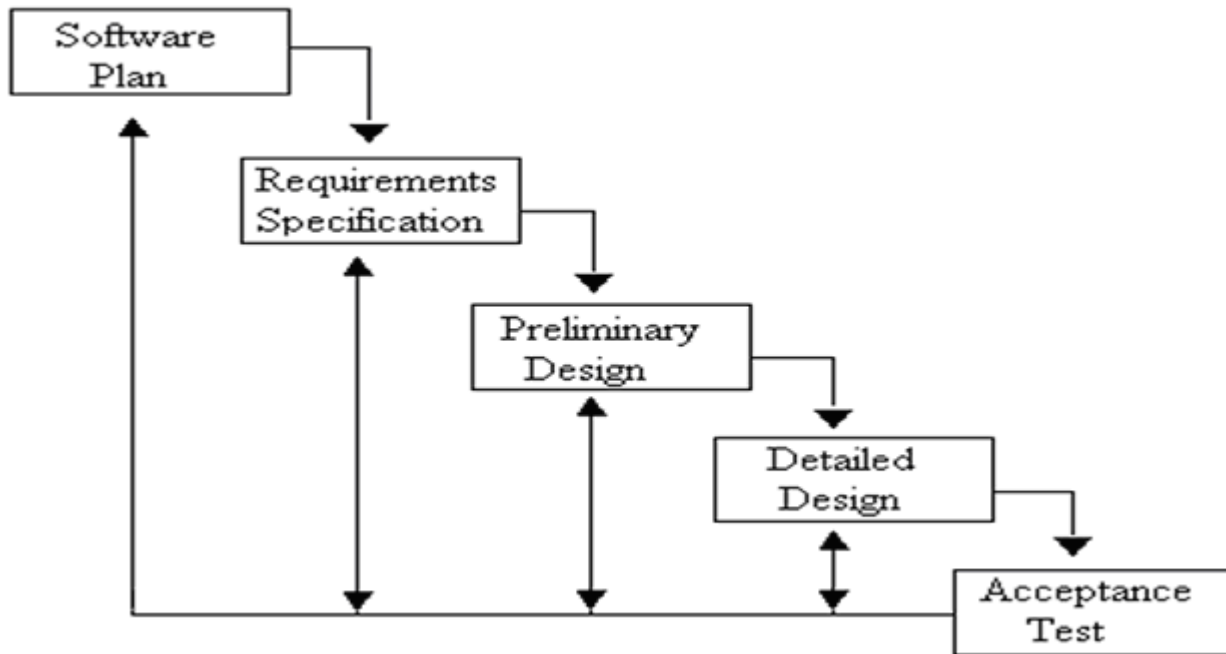 Software
Plan
Requirements
Specification
Preliminary
Design
Detailed
Design
Acceptance
Test